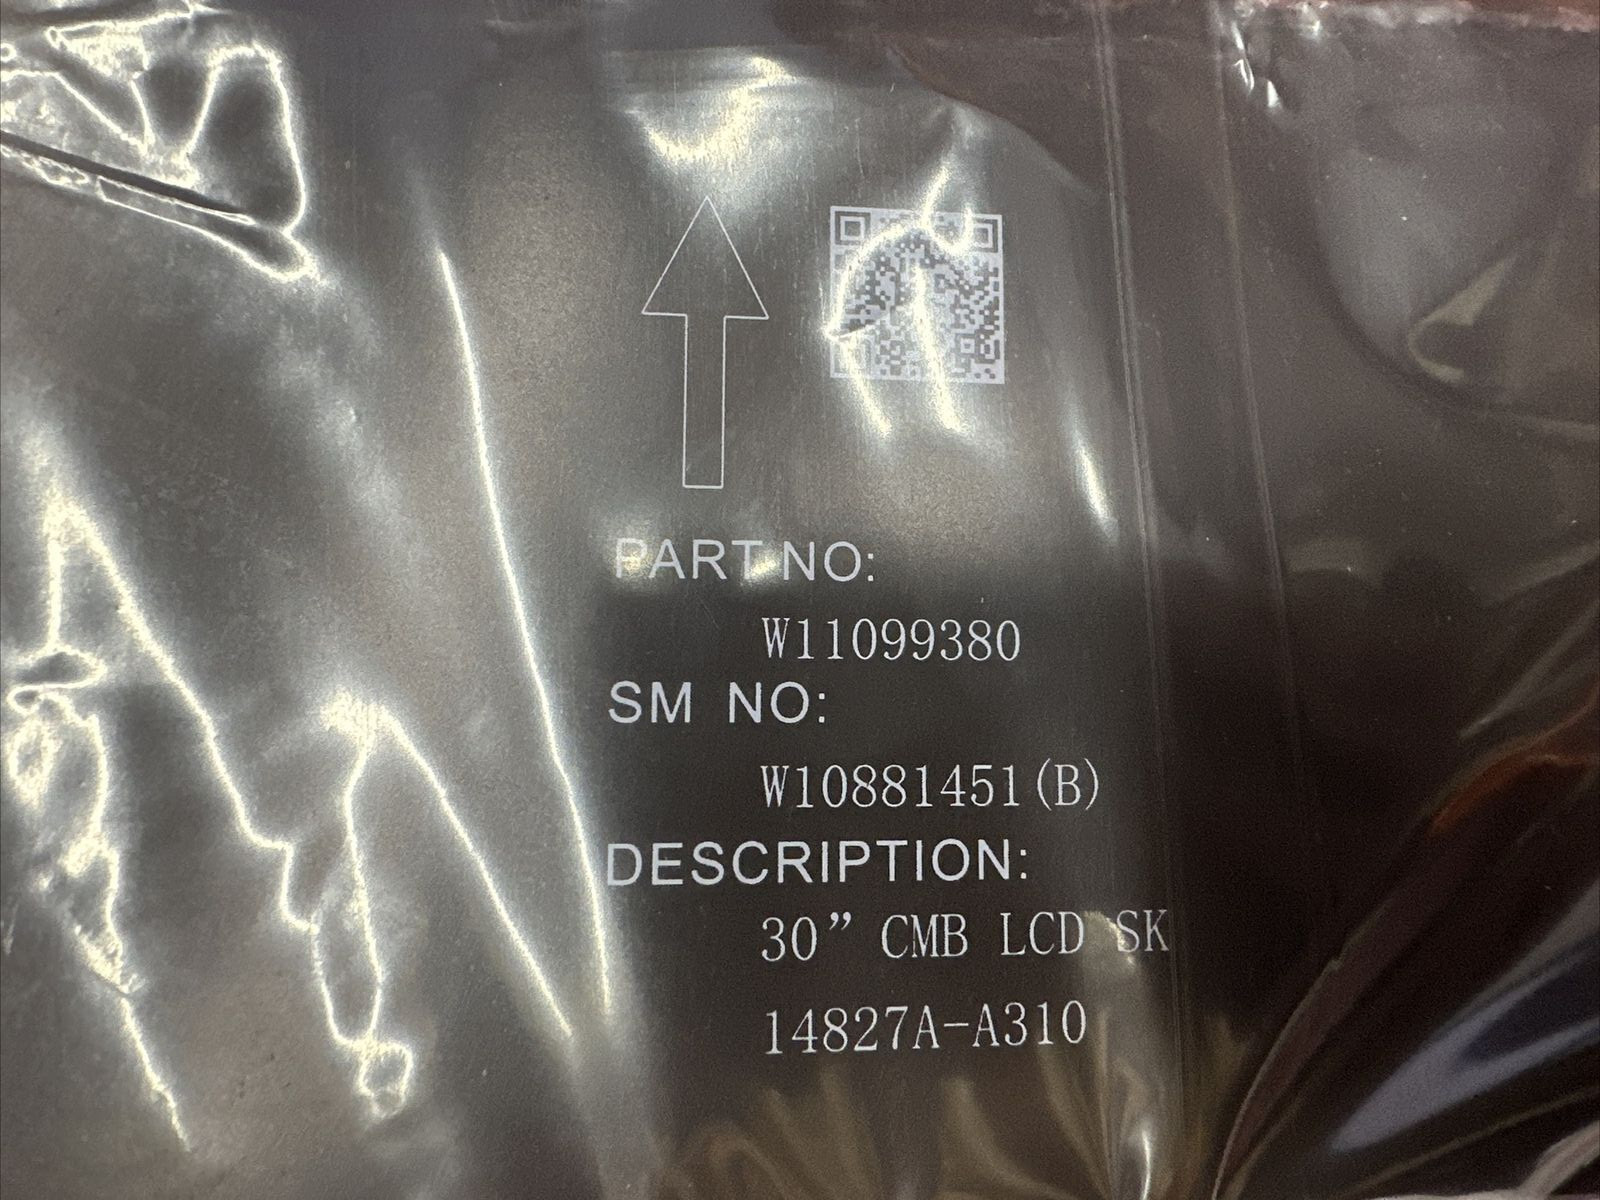 PART NO:
W11099380
SM NO:
W10881451(B)
DESCRIPTION:
30” CMB LCD SK
14827A-A310